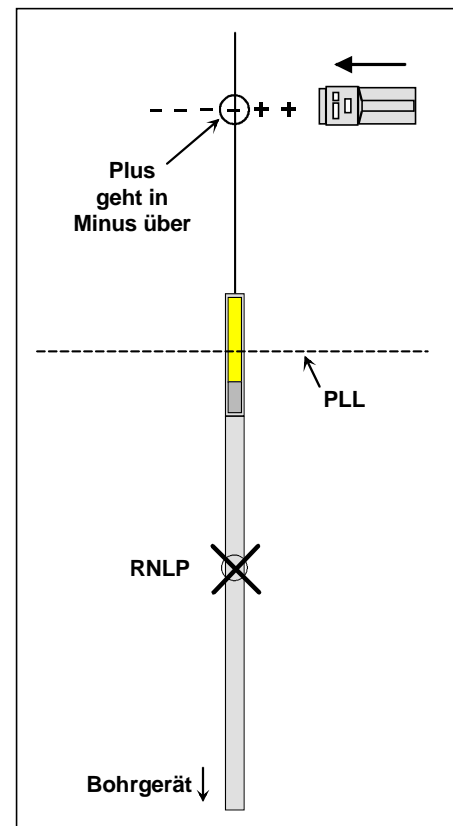 - - - - + +
Plus
geht in
Minus über
PLL
RNLP
Bohrgerät